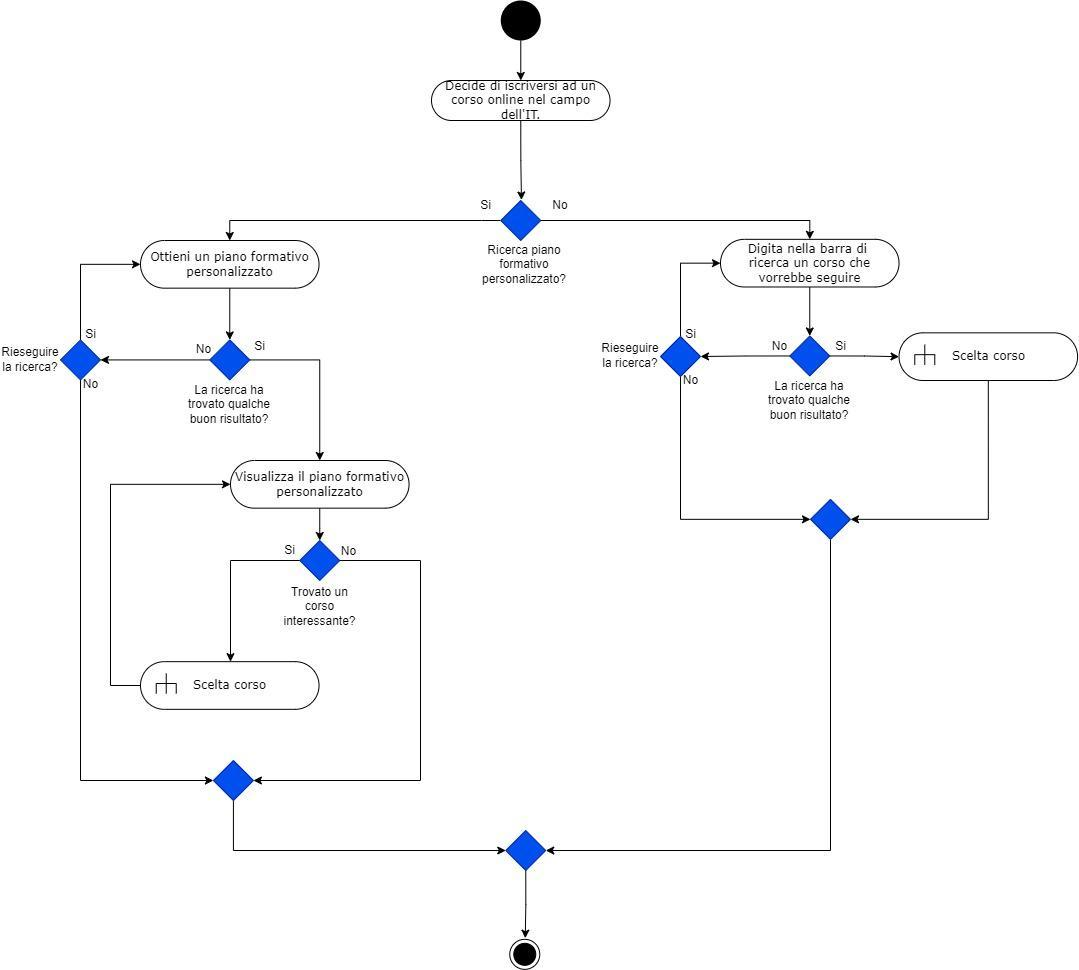 Decide di iscriversi ad un
corso online nel campo
dell'IT.
Si
No
Ricerca piano
formativo
personalizzato?
Ottieni un piano formativo
personalizzato
Digita nella barra di
ricerca un corso che
vorrebbe seguire
Si
Rieseguire
la ricerca?
No
No
Si
La ricerca ha
trovato qualche
buon risultato?
Si
Rieseguire
la ricerca?
No
No
Si
La ricerca ha
trovato qualche
buon risultato?
Scelta corso
Visualizza il piano formativo
personalizzato
Si
No
Trovato un
corso
interessante?
Scelta corso